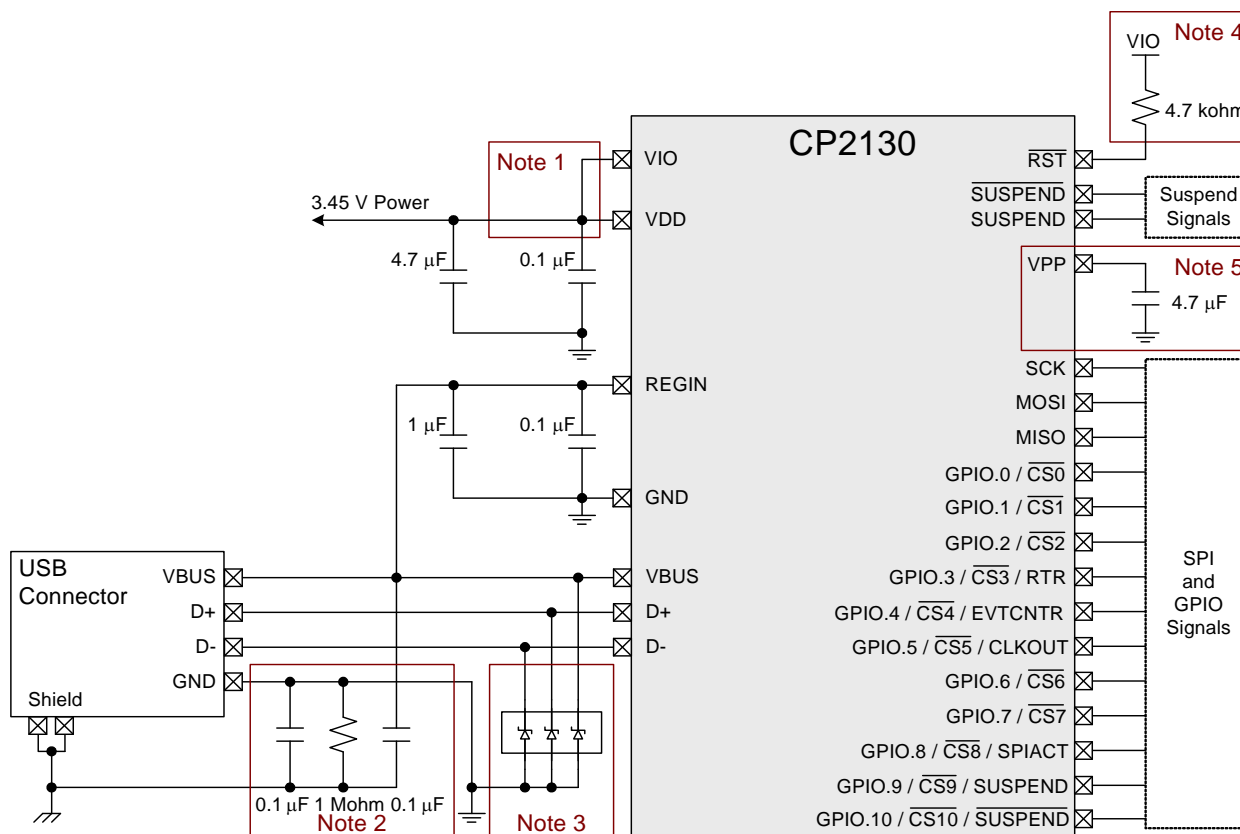 Note 4
VIO
4.7 kohm
CP2130
Note 1
VIO
RST
3.45 V Power
VDD
SUSPEND
SUSPEND
Suspend
Signals
4.7 μF
0.1 μF
VPP
Note 5
4.7 μF
REGIN
SCK
1 μF
0.1 μF
MOSI
MISO
GND
GPIO.0 / CS0
GPIO.1 / CS1
GPIO.2 / CS2
USB
Connector
VBUS
VBUS
GPIO.3 / CS3 / RTR
D+
D+
GPIO.4 / CS4 / EVTCNTR
D-
D-
GPIO.5 / CS5 / CLKOUT
SPI
and
GPIO
Signals
GND
GPIO.6 / CS6
Shield
GPIO.7 / CS7
GPIO.8 / CS8 / SPIACT
GPIO.9 / CS9 / SUSPEND
0.1 μF 1 Mohm 0.1 μF
GPIO.10 / CS10 / SUSPEND
Note 2
Note 3